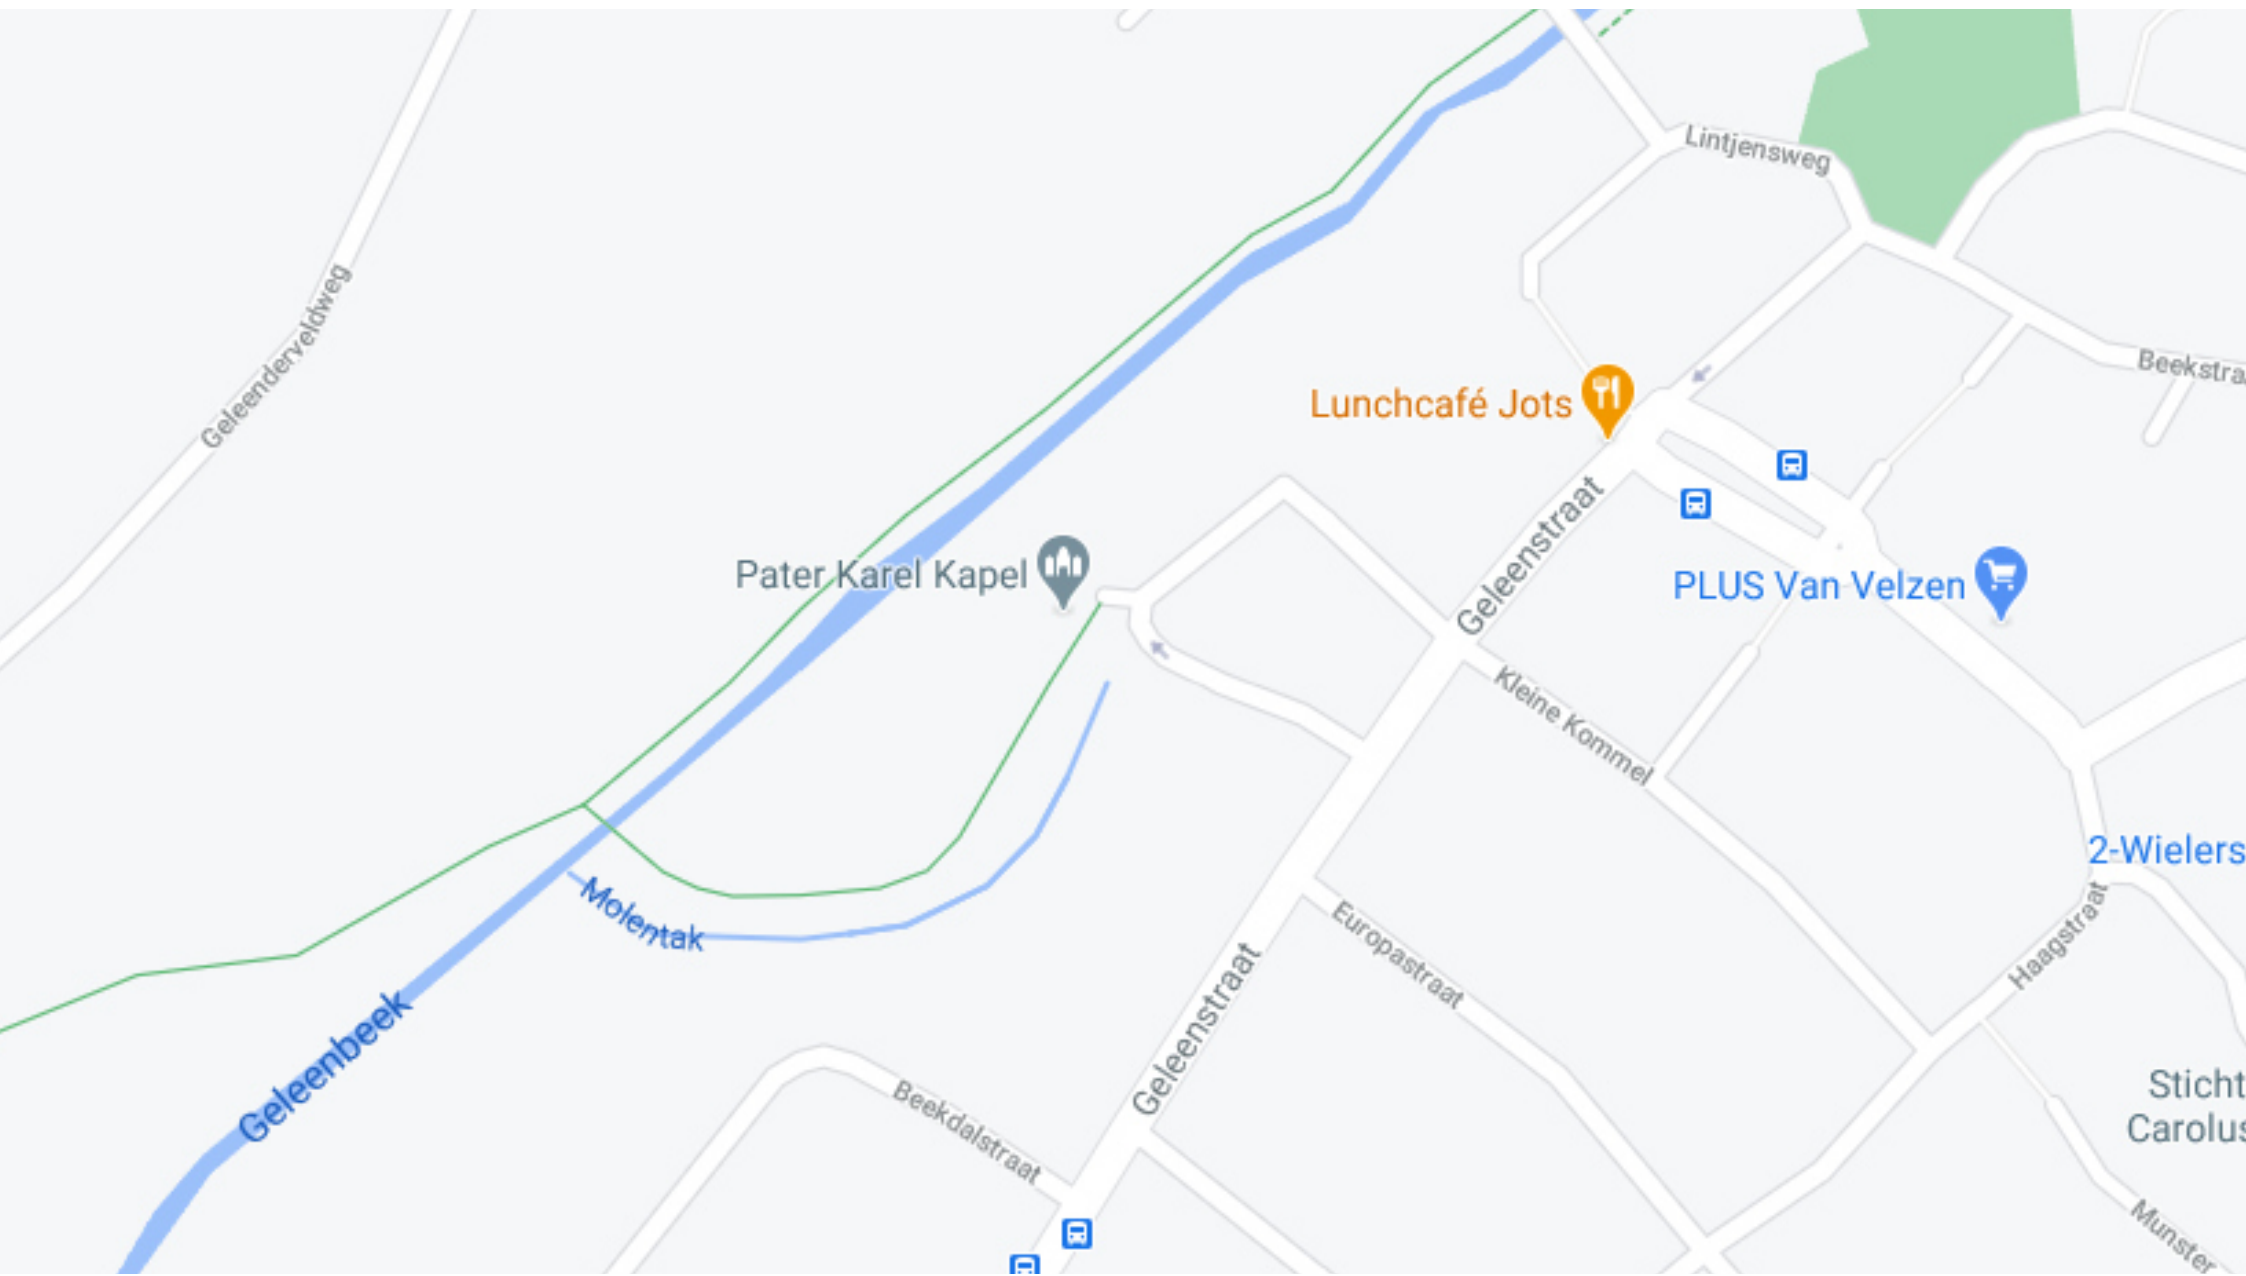 Lintjensweg
Geleenderveldweg
Beekstra
Lunchcafé Jots
Geleenstraat
Pater Karel Kapel
PLUS Van Velzen
Kleine Kommel
2-Wielers
Molentak
Europastraat
Haagstraat
Geleenstraat
Geleenbeek
Beekdalstraat
Sticht
Carolus
Munster